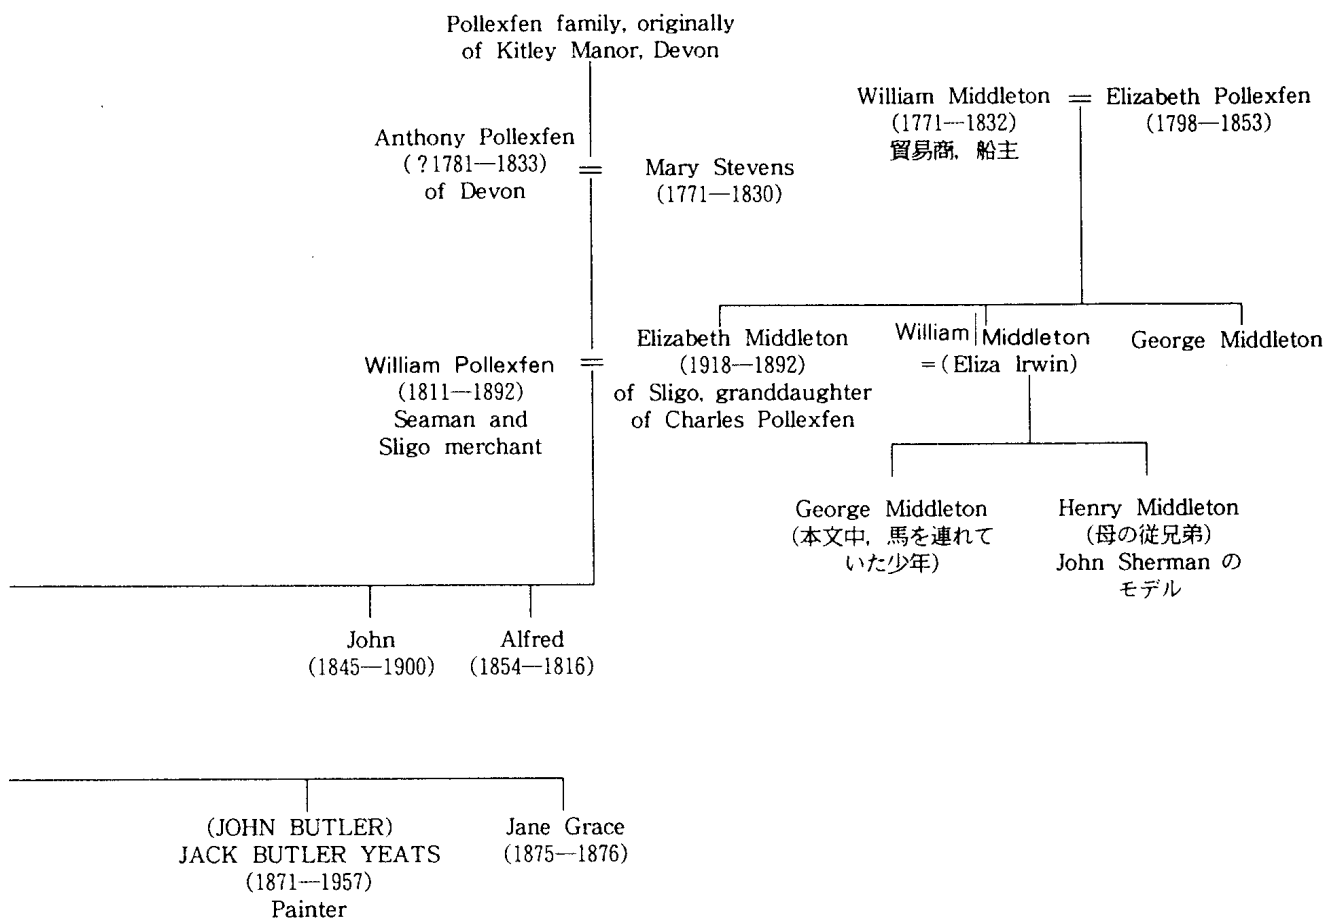 Pollexfen family, originally
of Kitley Manor, Devon
William Middleton = Elizabeth Pollexfen
(1771—1832)
(1798—1853)
貿易商, 船主
Anthony Pollexfen
(?1781—1833)
of Devon
=
Mary Stevens
(1771—1830)
William Pollexfen
(1811—1892)
Seaman and
Sligo merchant
=
Elizabeth Middleton
(1918—1892)
of Sligo, granddaughter
of Charles Pollexfen
William Middleton
=(Eliza Irwin)
George Middleton
George Middleton
(本文中, 馬を連れて
いた少年)
Henry Middleton
(母の従兄弟)
John Sherman の
モデル
John
(1845—1900)
Alfred
(1854—1816)
(JOHN BUTLER)
JACK BUTLER YEATS
(1871—1957)
Painter
Jane Grace
(1875—1876)